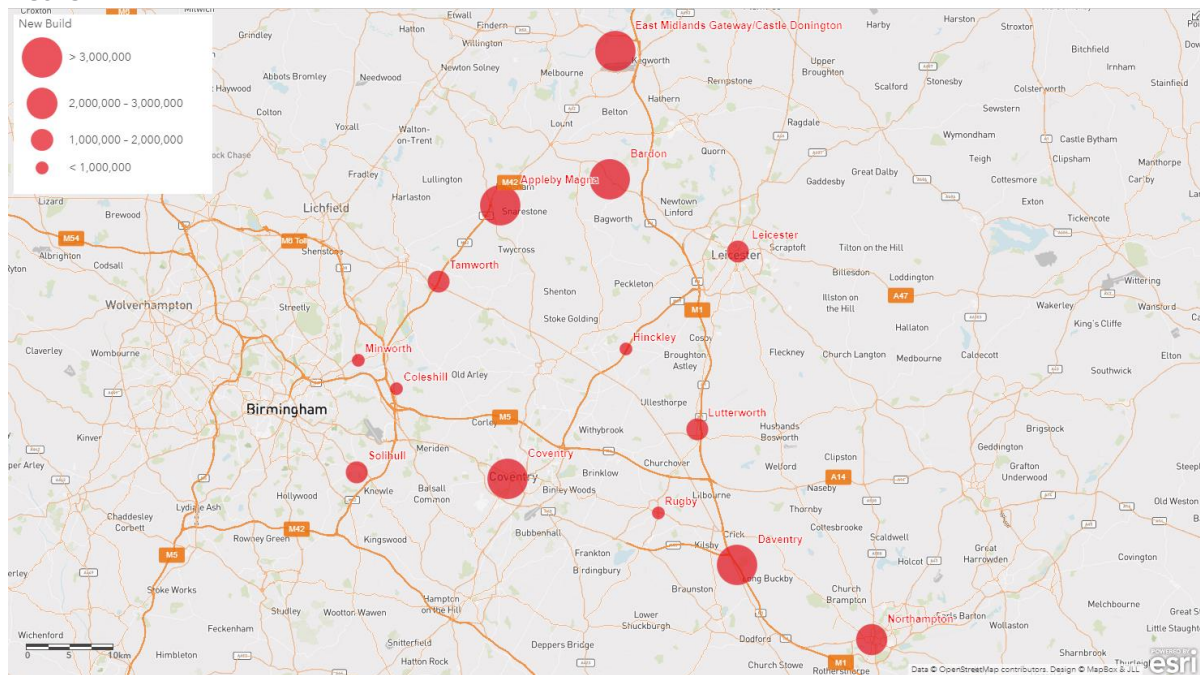 New Build
> 3,000,000
2,000,000 - 3,000,000
1,000,000 - 2,000,000
< 1,000,000
Croxton
Etwall
Hatton
Findern
Willington
Grindley
Newton Solney
Abbots Bromley
Needwood
Melbourne
East Midlands Gateway/Castle Donington
Kegworth
Harby
Harston
Stroxton
Bitchfield
Irnham
Upper
Broughton
Rempstone
Scalford
Stonesby
Colsterworth
Stainfield
Haywood
Colton
Yoxall
Walton-
on-Trent
Lount
Belton
Hathern
Ragdale
Sewstern
Wymondham
Castle Bytham
Teigh
Clipsham
Manthorpe
Fradley
Lullington
Bardon
Quorn
Gaddesby
Great Dalby
Cottesmore
Harlaston
M42
Appleby Magna
Snarestone
Bagworth
Newtown
Linford
Exton
Tickencote
Lizard
Brewood
Lichfield
M54
Albrighton
Codsall
M6 Toll
Shenstone
Twycross
Leicester
Leicester
Scraptoft
Tilton on the Hill
Tamworth
Shenton
Peckleton
Billesdon
Loddington
Wittering
Wolverhampton
Streetly
Stoke Golding
M1
Illston on
the Hill
A47
Wakerley
Wansford
Hallaton
King's Cliffe
Claverley
Wombourne
Minworth
Hinckley
Cosby
Broughton
Astley
Fleckney
Church Langton
Medbourne
Caldecott
Elton
Coleshill
Old Arley
Southwick
Birmingham
M5
Corley
Ullesthorpe
Lutterworth
Husbands
Bosworth
Withybrook
Brigstock
Kinver
Meriden
Coventry
Coventry
Churchover
Welford
Clipston
Geddington
Grafton
Underwood
Solihull
Knowle
Balsall
Common
Brinklow
Binley Woods
Naseby
A14
Hollywood
Rugby
Lilbourne
Thornby
Old Weston
Chaddesley
Corbett
Lydiate Ash
M42
Rowney Green
Kingswood
Bubbenhall
Cottesbrooke
Crick
Kilsby
Daventry
Long Buckby
Scaldwell
Great
Harrowden
Holcot
Covington
M5
Frankton
Birdingbury
Stoke Works
Braunston
Church
Brampton
Melchbourne
Studley
Wootton Wawen
Hampton
on the Hill
Lower
Shuckburgh
Northampton
Earls Barton
Wollaston
Feckenham
Wichenford
Himbleton
Snitterfield
Hatton Rock
Deppers Bridge
Dodford
Church Stowe
M1
Rothersthorpe
Sharnbrook
0 5 10km
Data © OpenStreetMap contributors. Design © MapBox & JLL
POWERED BY
esri